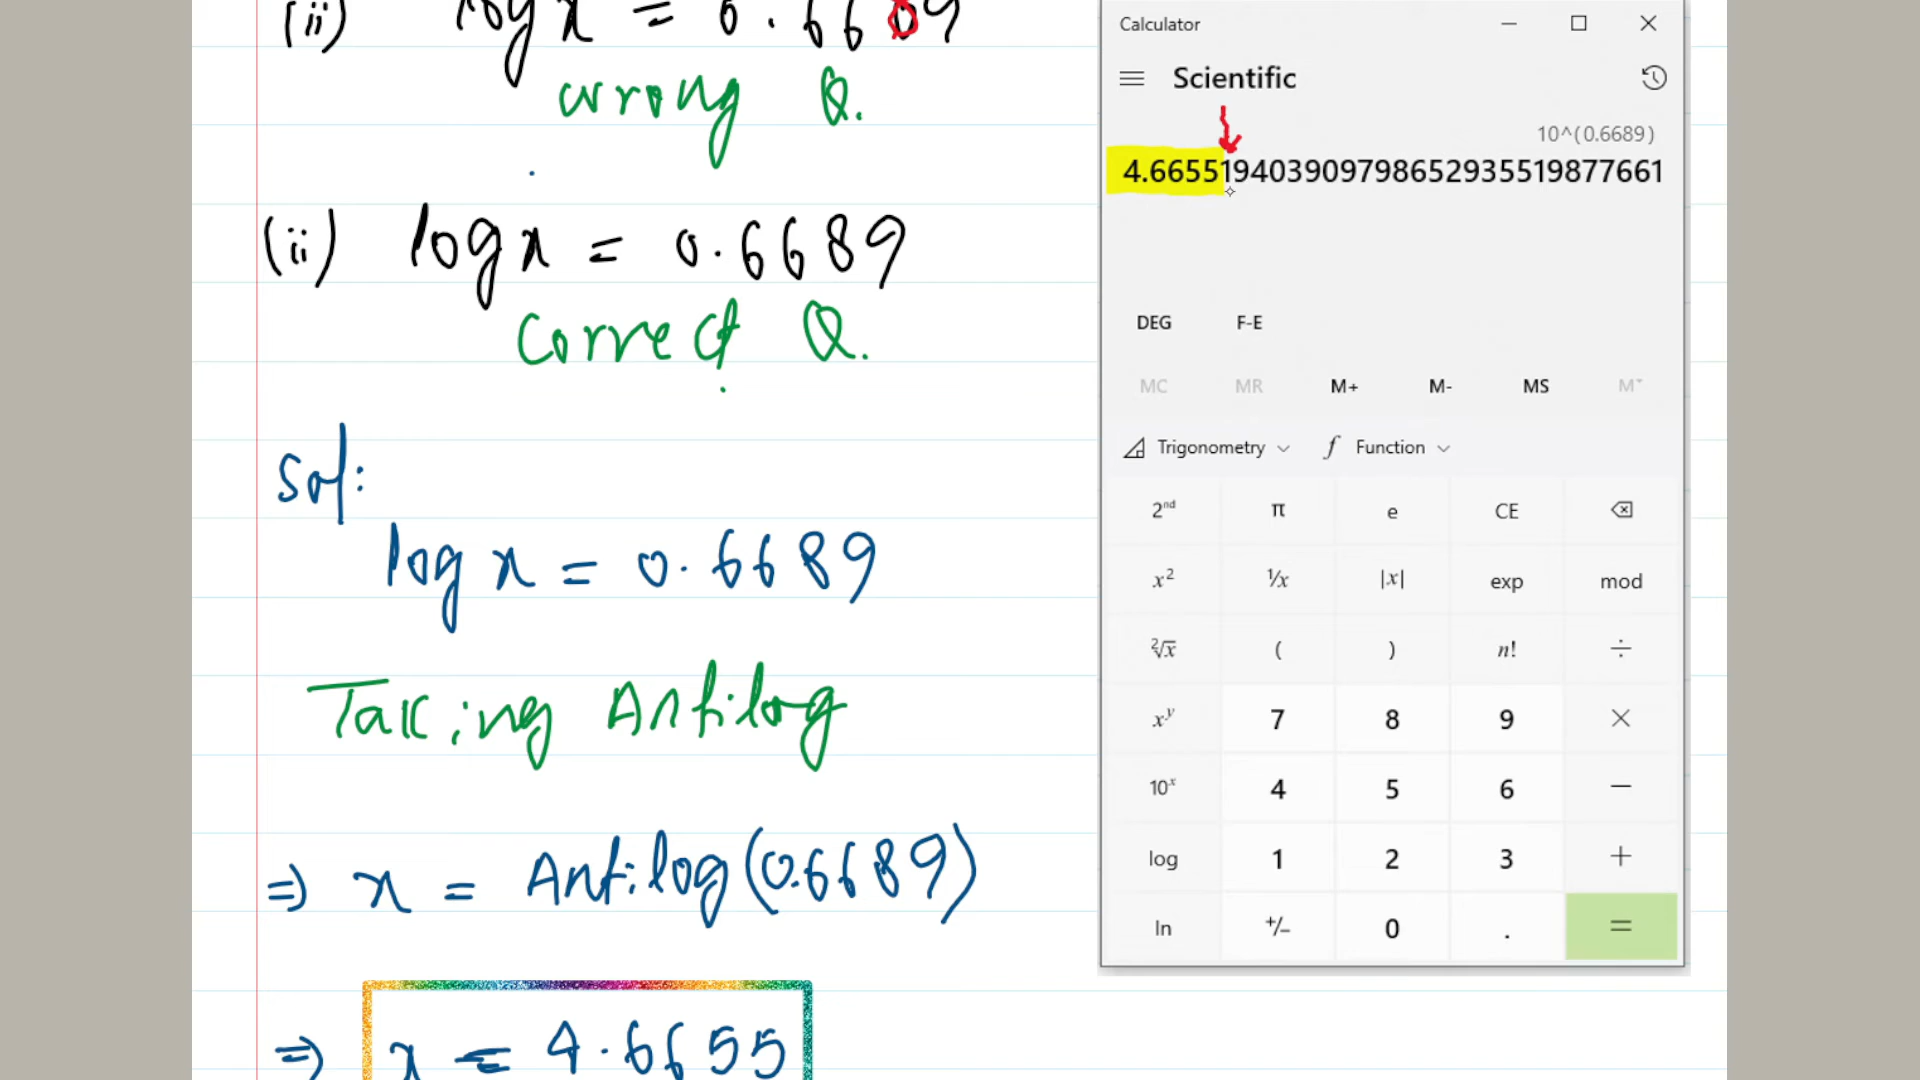 (ii) log x = 0.6689
wrong Q.
(ii) log x = 0.6689
Correct Q.
Sol:
log x = 0.6689
Taking Antilog
=> x = Antilog(0.6689)
=> x = 4.6655
Calculator
Scientific
10^(0.6689)
4.665519403909798652935519877661
DEG F-E
MC MR M+ M- MS M˅
Trigonometry f Function
2ⁿᵈ π e CE
x² ¹/x |x| exp mod
²√x ( ) n! ÷
xʸ 7 8 9 ×
10ˣ 4 5 6 −
log 1 2 3 +
ln +/− 0 . =